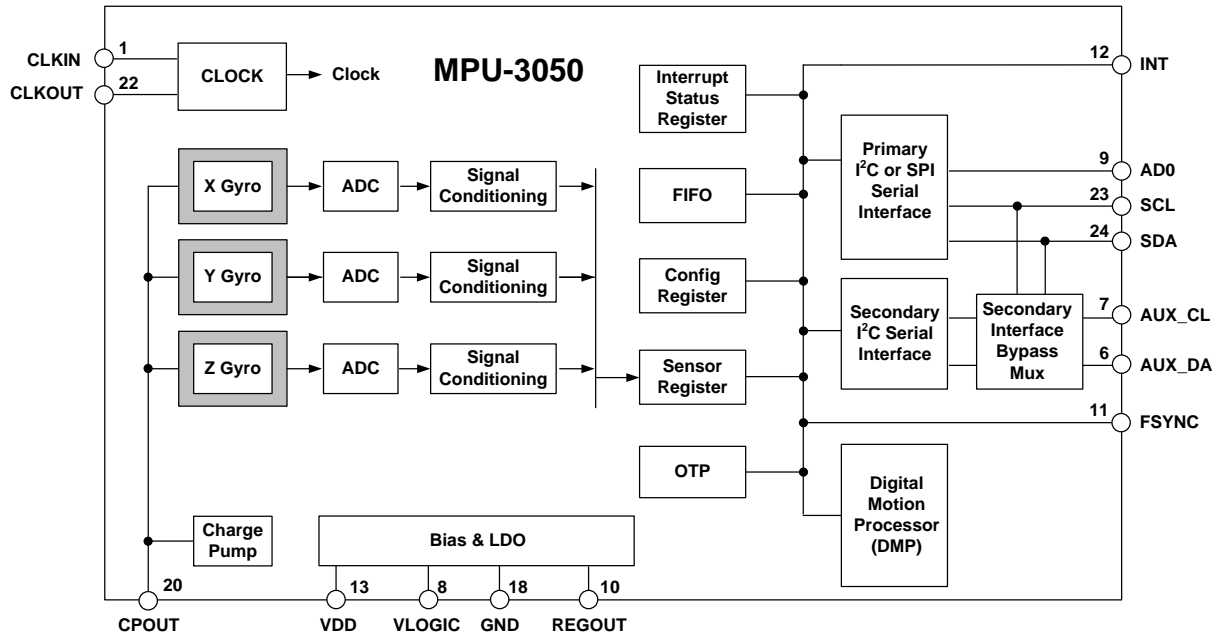 CLKIN
1
CLKOUT
22
CLOCK
Clock
MPU-3050
Interrupt
Status
Register
12
INT
Primary
I²C or SPI
Serial
Interface
9
AD0
23
SCL
24
SDA
X Gyro
ADC
Signal
Conditioning
FIFO
Y Gyro
ADC
Signal
Conditioning
Config
Register
Secondary
I²C Serial
Interface
Secondary
Interface
Bypass
Mux
7
AUX_CL
6
AUX_DA
Z Gyro
ADC
Signal
Conditioning
Sensor
Register
11
FSYNC
OTP
Digital
Motion
Processor
(DMP)
Charge
Pump
Bias & LDO
20
13
8
18
10
CPOUT
VDD
VLOGIC
GND
REGOUT